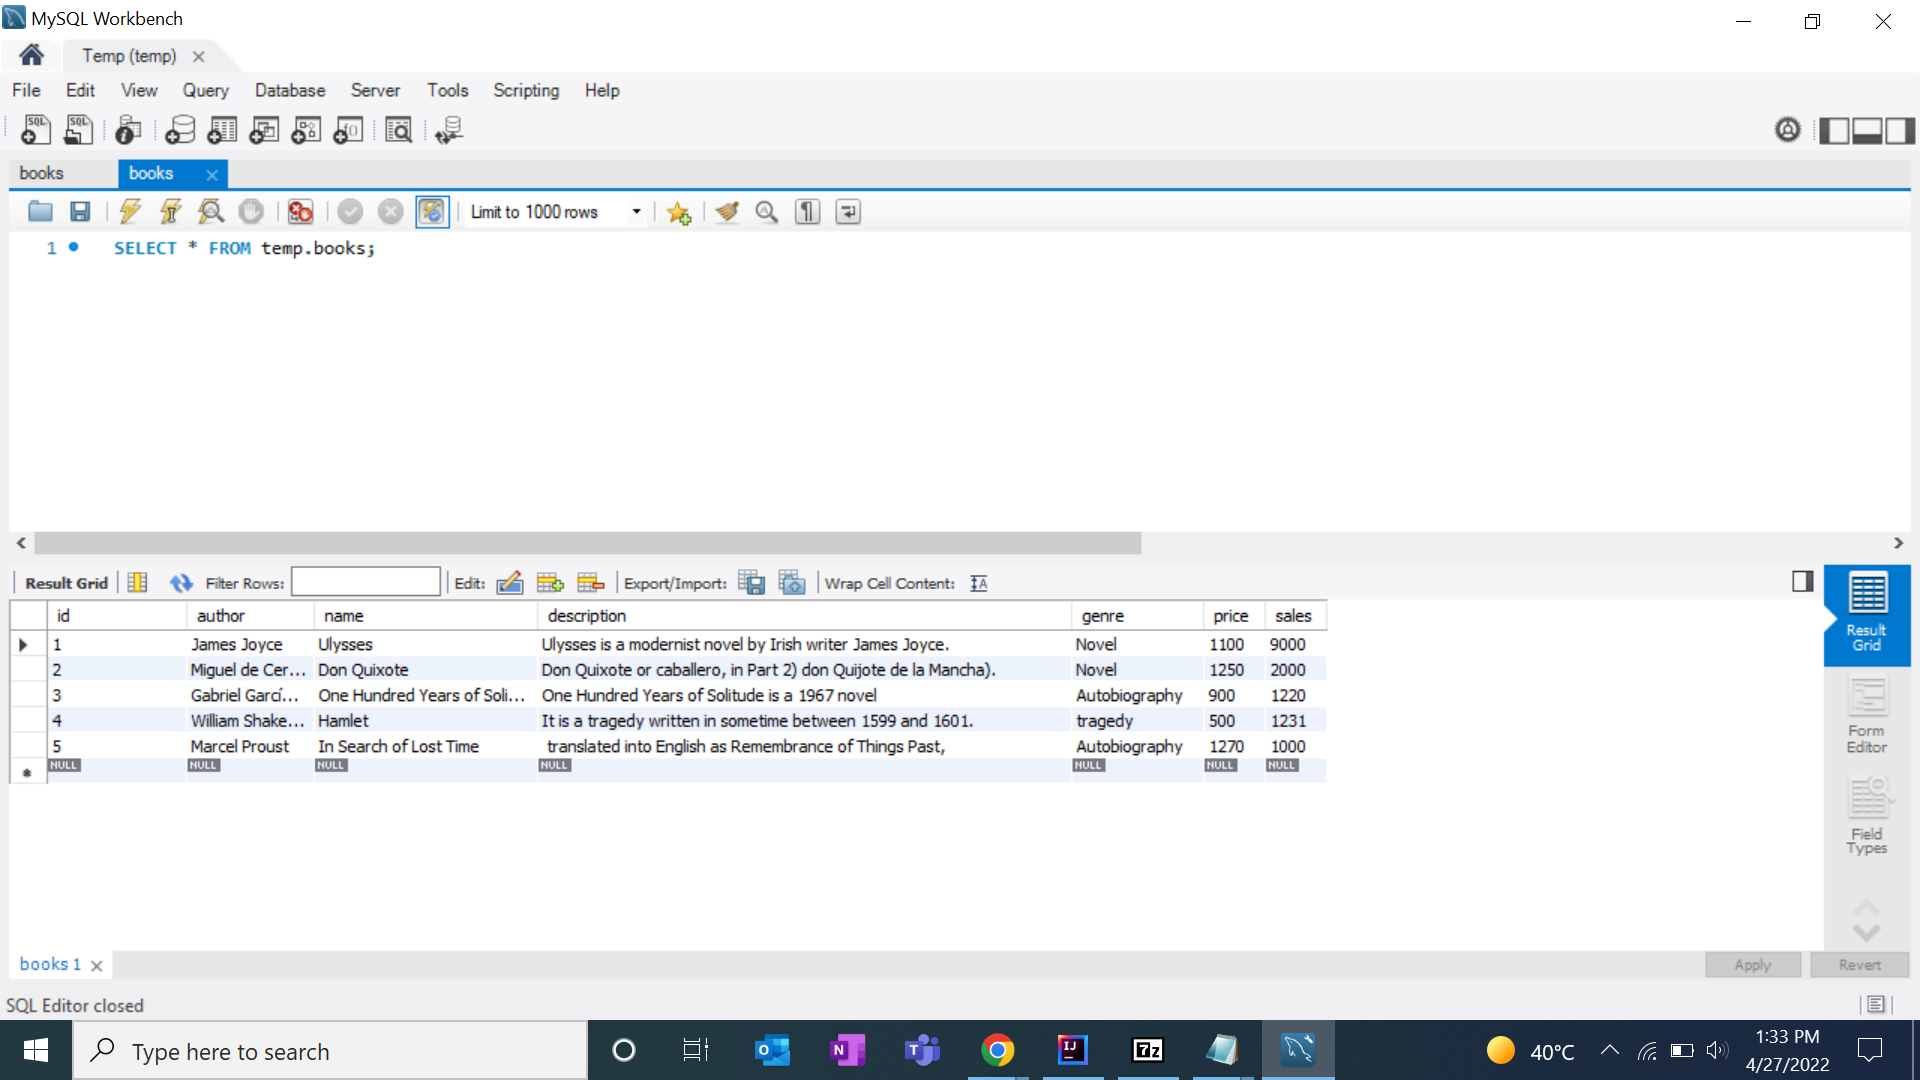 MySQL Workbench
Temp (temp)
File Edit View Query Database Server Tools Scripting Help
SQL SQL
books books
Limit to 1000 rows
1 SELECT * FROM temp.books;
Result Grid Filter Rows: Edit: Export/Import: Wrap Cell Content: IA
id author name description genre price sales
1 James Joyce Ulysses Ulysses is a modernist novel by Irish writer James Joyce. Novel 1100 9000
2 Miguel de Cer... Don Quixote Don Quixote or caballero, in Part 2) don Quijote de la Mancha). Novel 1250 2000
3 Gabriel Garcí... One Hundred Years of Soli... One Hundred Years of Solitude is a 1967 novel Autobiography 900 1220
4 William Shake... Hamlet It is a tragedy written in sometime between 1599 and 1601. tragedy 500 1231
5 Marcel Proust In Search of Lost Time translated into English as Remembrance of Things Past, Autobiography 1270 1000
NULL NULL NULL NULL NULL NULL NULL
Result
Grid
Form
Editor
Field
Types
books 1
Apply Revert
SQL Editor closed
Type here to search
O N T IJ 7z
40°C
1:33 PM
4/27/2022